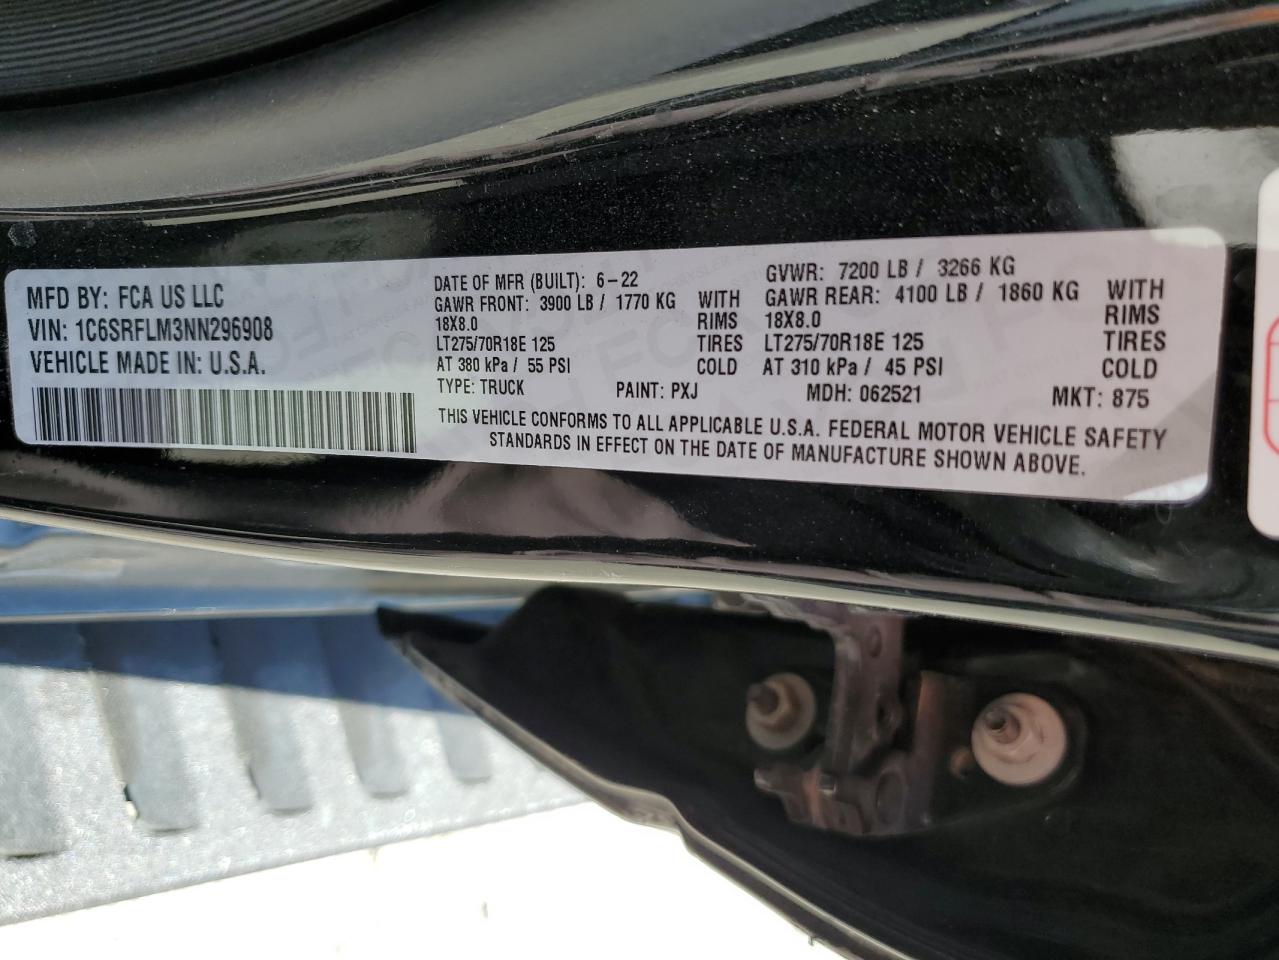 MFD BY: FCA US LLC
VIN: 1C6SRFLM3NN296908
VEHICLE MADE IN: U.S.A.
DATE OF MFR (BUILT): 6-22
GVWR: 7200 LB / 3266 KG
GAWR FRONT: 3900 LB / 1770 KG WITH
18X8.0 RIMS
LT275/70R18E 125 TIRES
AT 380 kPa / 55 PSI COLD
GAWR REAR: 4100 LB / 1860 KG WITH
18X8.0 RIMS
LT275/70R18E 125 TIRES
AT 310 kPa / 45 PSI COLD
TYPE: TRUCK PAINT: PXJ MDH: 062521 MKT: 875
THIS VEHICLE CONFORMS TO ALL APPLICABLE U.S.A. FEDERAL MOTOR VEHICLE SAFETY
STANDARDS IN EFFECT ON THE DATE OF MANUFACTURE SHOWN ABOVE.